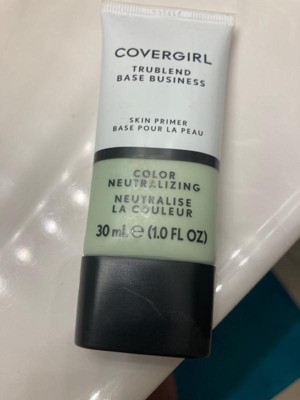 COVERGIRL
TRUBLEND
BASE BUSINESS
SKIN PRIMER
BASE POUR LA PEAU
COLOR
NEUTRALIZING
NEUTRALISE
LA COULEUR
30 mL ℮ (1.0 FL OZ)